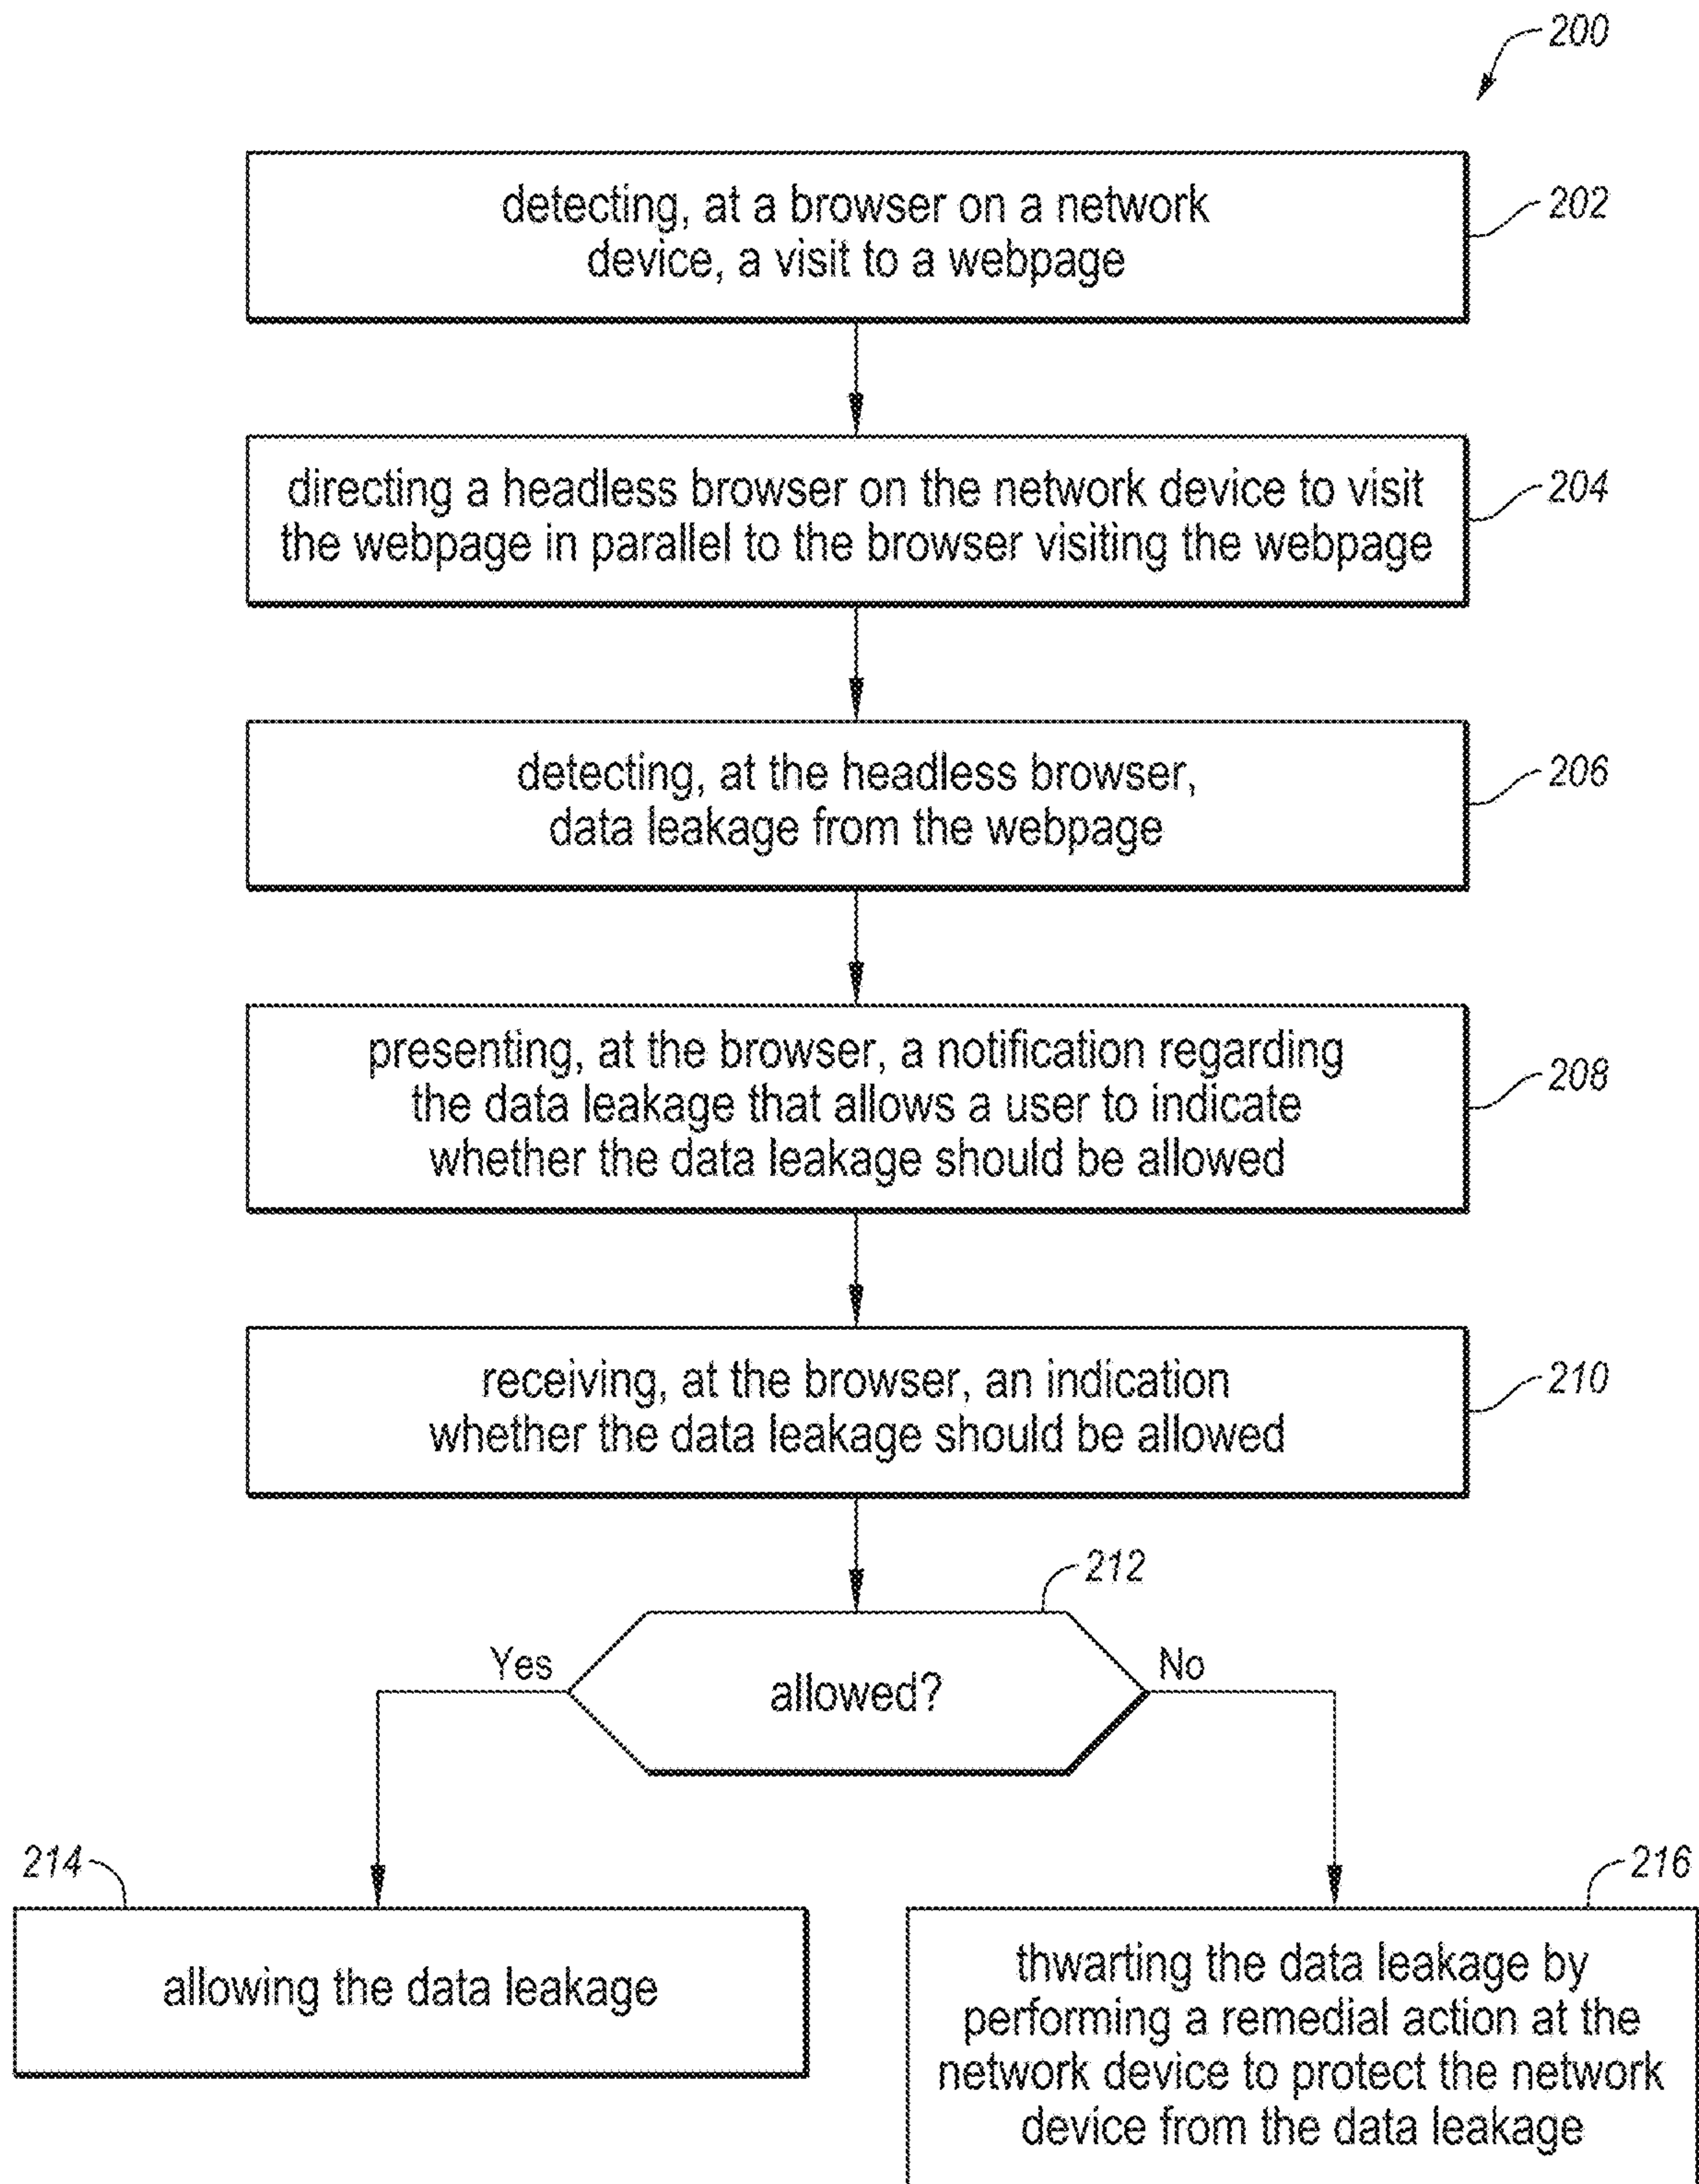 200
detecting, at a browser on a network
device, a visit to a webpage
202
directing a headless browser on the network device to visit
the webpage in parallel to the browser visiting the webpage
204
detecting, at the headless browser,
data leakage from the webpage
206
presenting, at the browser, a notification regarding
the data leakage that allows a user to indicate
whether the data leakage should be allowed
208
receiving, at the browser, an indication
whether the data leakage should be allowed
210
212
Yes
allowed?
No
214
allowing the data leakage
216
thwarting the data leakage by
performing a remedial action at the
network device to protect the network
device from the data leakage